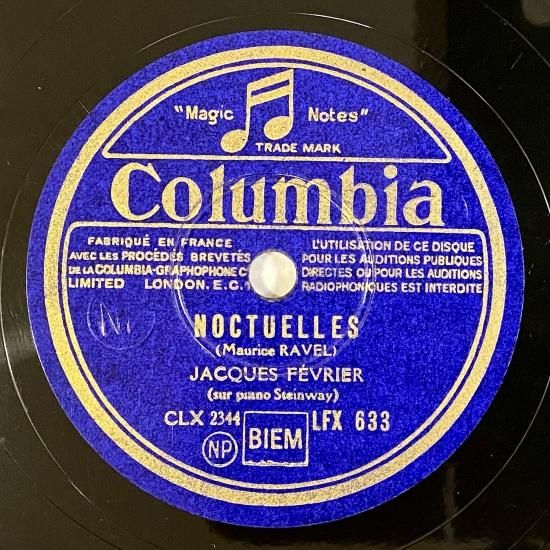 "Magic Notes"
TRADE MARK
Columbia
FABRIQUÉ EN FRANCE
AVEC LES PROCÉDÉS BREVETÉS
DE LA COLUMBIA-GRAPHOPHONE Cº
LIMITED LONDON. E.C.1
L'UTILISATION DE CE DISQUE
POUR LES AUDITIONS PUBLIQUES
DIRECTES OU POUR LES AUDITIONS
RADIOPHONIQUES EST INTERDITE
NOCTUELLES
(Maurice RAVEL)
JACQUES FÉVRIER
(sur piano Steinway)
CLX 2344 LFX 633
NP BIEM